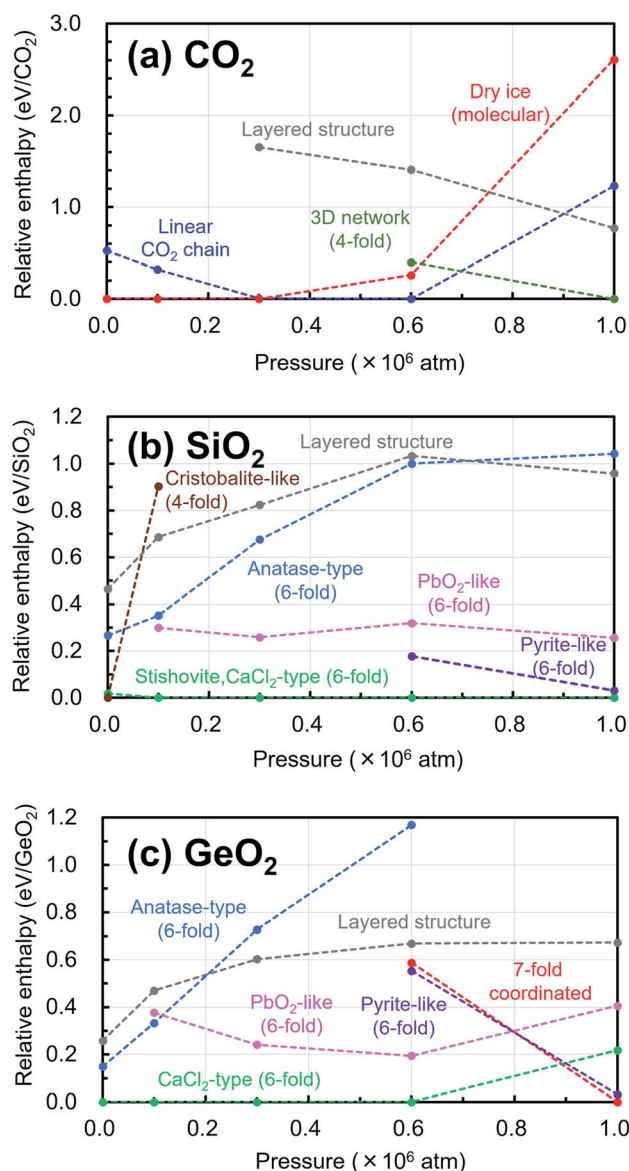 (a) CO₂
Relative enthalpy (eV/CO₂)
3.0
2.0
1.0
0.0
Dry ice
(molecular)
Layered structure
3D network
(4-fold)
Linear
CO₂ chain
0.0 0.2 0.4 0.6 0.8 1.0
Pressure (×10⁶ atm)
(b) SiO₂
Relative enthalpy (eV/SiO₂)
1.2
1.0
0.8
0.6
0.4
0.2
0.0
Layered structure
Cristobalite-like
(4-fold)
Anatase-type
(6-fold)
PbO₂-like
(6-fold)
Pyrite-like
(6-fold)
Stishovite,CaCl₂-type (6-fold)
0.0 0.2 0.4 0.6 0.8 1.0
Pressure (×10⁶ atm)
(c) GeO₂
Relative enthalpy (eV/GeO₂)
1.2
1.0
0.8
0.6
0.4
0.2
0.0
Anatase-type
(6-fold)
Layered structure
7-fold
coordinated
PbO₂-like
(6-fold)
Pyrite-like
(6-fold)
CaCl₂-type (6-fold)
0.0 0.2 0.4 0.6 0.8 1.0
Pressure (×10⁶ atm)